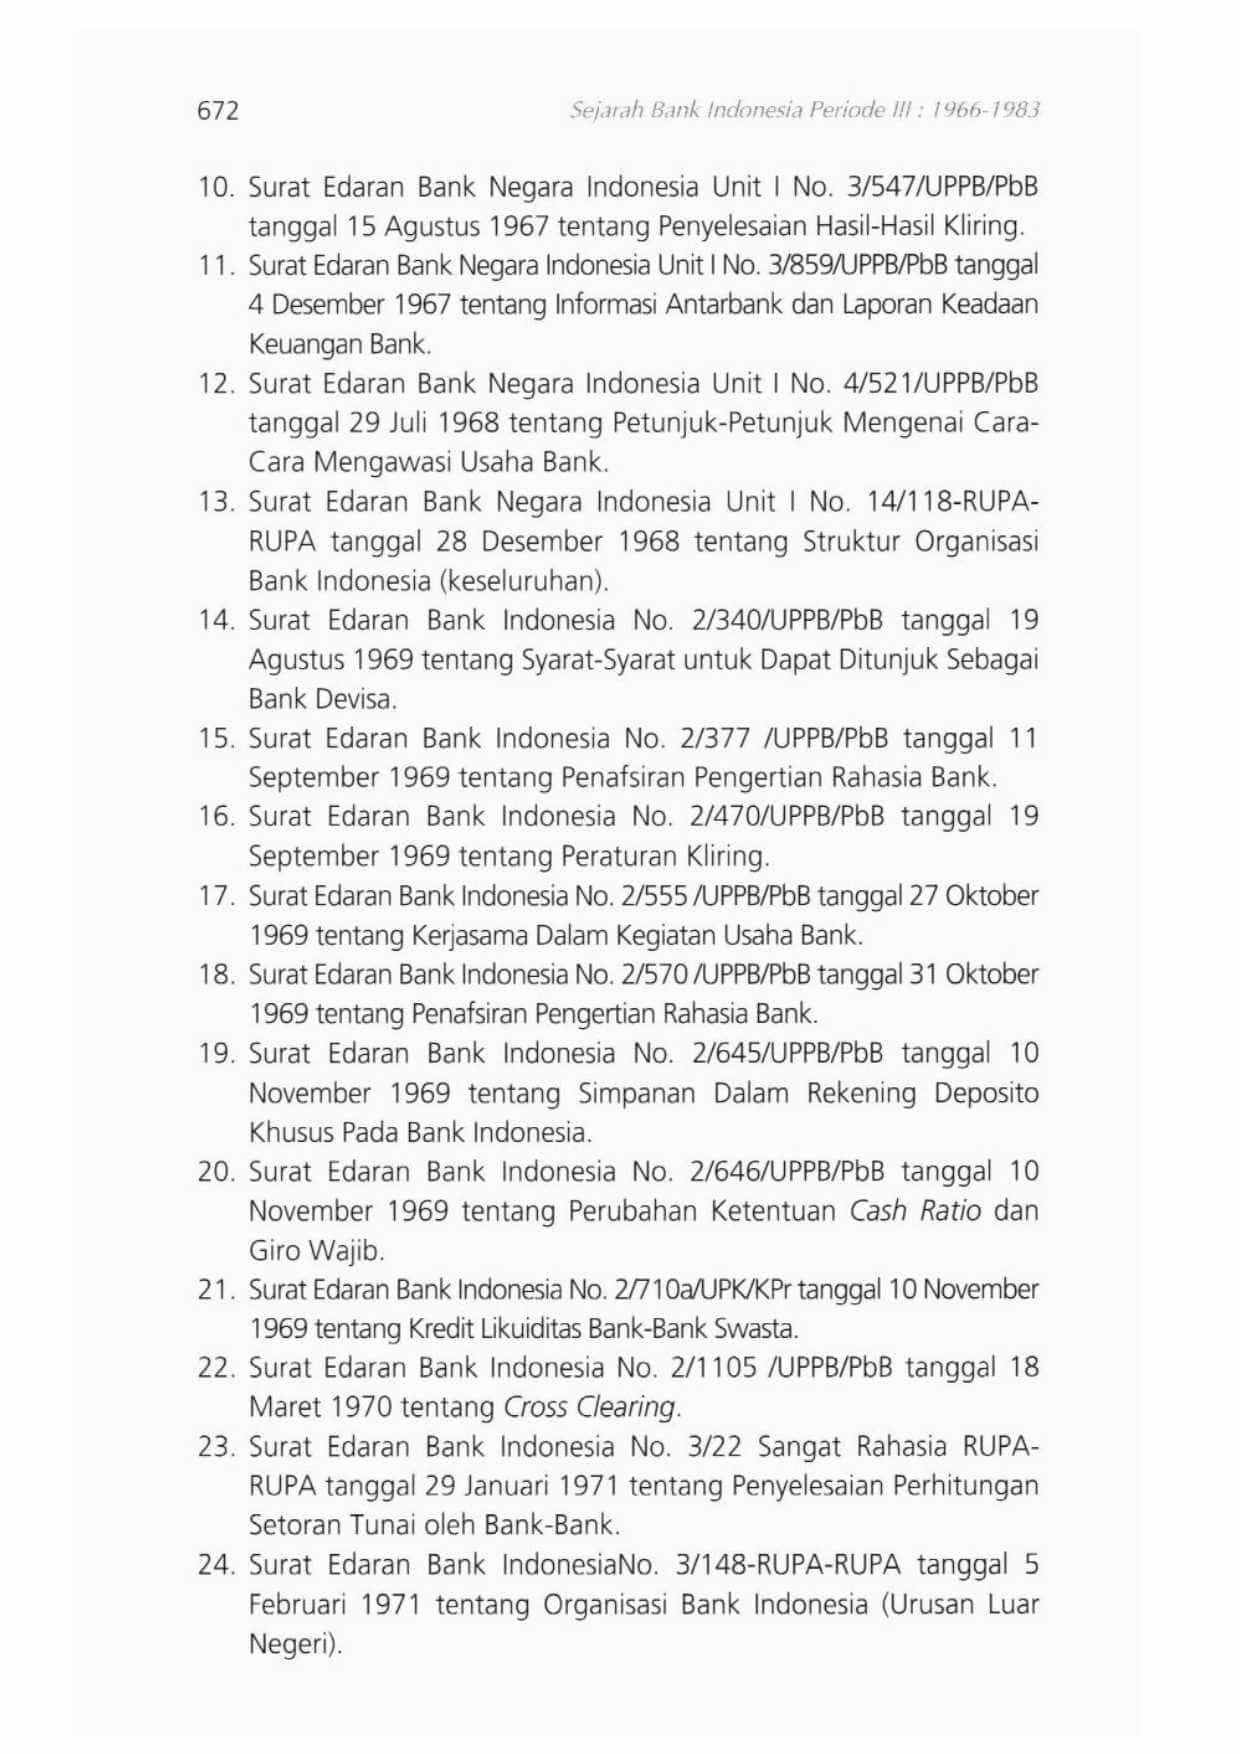 672
Sejarah Bank Indonesia Periode III : 1966-1983
10. Surat Edaran Bank Negara Indonesia Unit I No. 3/547/UPPB/PbB
tanggal 15 Agustus 1967 tentang Penyelesaian Hasil-Hasil Kliring.
11. Surat Edaran Bank Negara Indonesia Unit I No. 3/859/UPPB/PbB tanggal
4 Desember 1967 tentang Informasi Antarbank dan Laporan Keadaan
Keuangan Bank.
12. Surat Edaran Bank Negara Indonesia Unit I No. 4/521/UPPB/PbB
tanggal 29 Juli 1968 tentang Petunjuk-Petunjuk Mengenai Cara-
Cara Mengawasi Usaha Bank.
13. Surat Edaran Bank Negara Indonesia Unit I No. 14/118-RUPA-
RUPA tanggal 28 Desember 1968 tentang Struktur Organisasi
Bank Indonesia (keseluruhan).
14. Surat Edaran Bank Indonesia No. 2/340/UPPB/PbB tanggal 19
Agustus 1969 tentang Syarat-Syarat untuk Dapat Ditunjuk Sebagai
Bank Devisa.
15. Surat Edaran Bank Indonesia No. 2/377 /UPPB/PbB tanggal 11
September 1969 tentang Penafsiran Pengertian Rahasia Bank.
16. Surat Edaran Bank Indonesia No. 2/470/UPPB/PbB tanggal 19
September 1969 tentang Peraturan Kliring.
17. Surat Edaran Bank Indonesia No. 2/555 /UPPB/PbB tanggal 27 Oktober
1969 tentang Kerjasama Dalam Kegiatan Usaha Bank.
18. Surat Edaran Bank Indonesia No. 2/570 /UPPB/PbB tanggal 31 Oktober
1969 tentang Penafsiran Pengertian Rahasia Bank.
19. Surat Edaran Bank Indonesia No. 2/645/UPPB/PbB tanggal 10
November 1969 tentang Simpanan Dalam Rekening Deposito
Khusus Pada Bank Indonesia.
20. Surat Edaran Bank Indonesia No. 2/646/UPPB/PbB tanggal 10
November 1969 tentang Perubahan Ketentuan Cash Ratio dan
Giro Wajib.
21. Surat Edaran Bank Indonesia No. 2/710a/UPK/KPr tanggal 10 November
1969 tentang Kredit Likuiditas Bank-Bank Swasta.
22. Surat Edaran Bank Indonesia No. 2/1105 /UPPB/PbB tanggal 18
Maret 1970 tentang Cross Clearing.
23. Surat Edaran Bank Indonesia No. 3/22 Sangat Rahasia RUPA-
RUPA tanggal 29 Januari 1971 tentang Penyelesaian Perhitungan
Setoran Tunai oleh Bank-Bank.
24. Surat Edaran Bank IndonesiaNo. 3/148-RUPA-RUPA tanggal 5
Februari 1971 tentang Organisasi Bank Indonesia (Urusan Luar
Negeri).